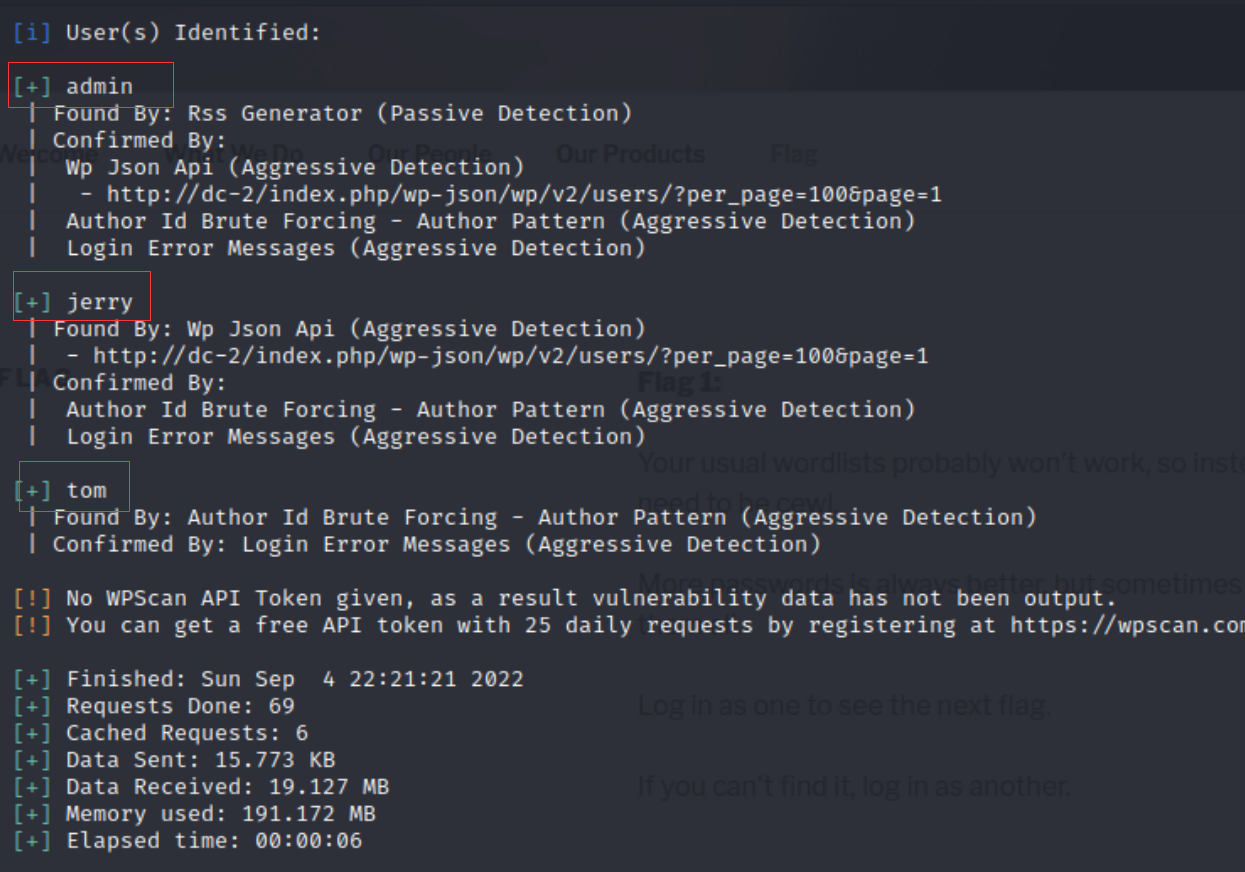 [i] User(s) Identified:
[+] admin
| Found By: Rss Generator (Passive Detection)
| Confirmed By:
Welcome What We Do Our People Our Products Flag
| Wp Json Api (Aggressive Detection)
|  - http://dc-2/index.php/wp-json/wp/v2/users/?per_page=100&page=1
| Author Id Brute Forcing - Author Pattern (Aggressive Detection)
| Login Error Messages (Aggressive Detection)
[+] jerry
| Found By: Wp Json Api (Aggressive Detection)
|  - http://dc-2/index.php/wp-json/wp/v2/users/?per_page=100&page=1
FLAG
| Confirmed By:
Flag 1:
| Author Id Brute Forcing - Author Pattern (Aggressive Detection)
| Login Error Messages (Aggressive Detection)
Your usual wordlists probably won't work, so inste
[+] tom
need to be cewl.
| Found By: Author Id Brute Forcing - Author Pattern (Aggressive Detection)
| Confirmed By: Login Error Messages (Aggressive Detection)
More passwords is always better, but sometimes
[!] No WPScan API Token given, as a result vulnerability data has not been output.
[!] You can get a free API token with 25 daily requests by registering at https://wpscan.com
[+] Finished: Sun Sep  4 22:21:21 2022
[+] Requests Done: 69
Log in as one to see the next flag.
[+] Cached Requests: 6
[+] Data Sent: 15.773 KB
[+] Data Received: 19.127 MB
If you can't find it, log in as another.
[+] Memory used: 191.172 MB
[+] Elapsed time: 00:00:06